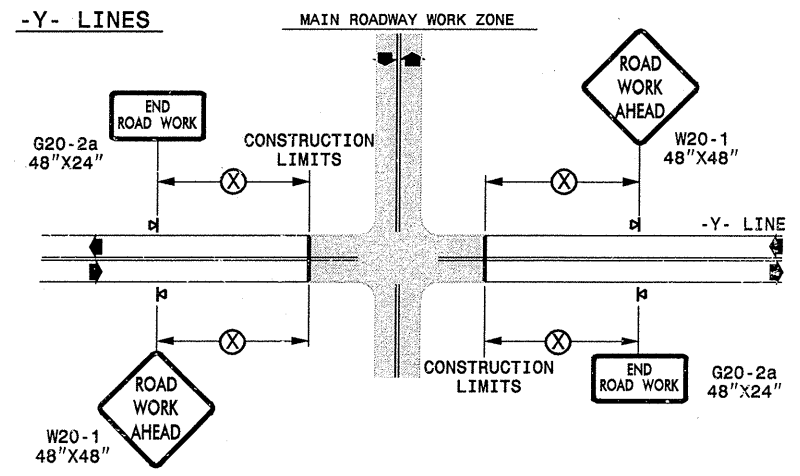 -Y- LINES
MAIN ROADWAY WORK ZONE
END
ROAD WORK
G20-2a
48"X24"
CONSTRUCTION
LIMITS
ROAD
WORK
AHEAD
W20-1
48"X48"
X
X
-Y- LINE
X
X
ROAD
WORK
AHEAD
W20-1
48"X48"
CONSTRUCTION
LIMITS
END
ROAD WORK
G20-2a
48"X24"